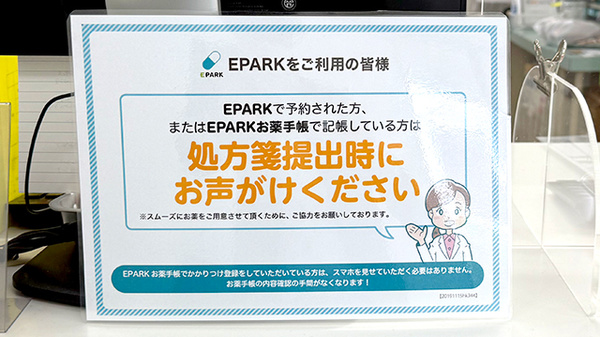 EPARK
EPARKをご利用の皆様
EPARKで予約された方、
またはEPARKお薬手帳で記帳している方は
処方箋提出時に
お声がけください
※スムーズにお薬をご用意させて頂くために、ご協力をお願いしております。
EPARK お薬手帳でかかりつけ登録をしていただいている方は、スマホを見せていただく必要はありません。
お薬手帳の内容確認の手間がなくなります！